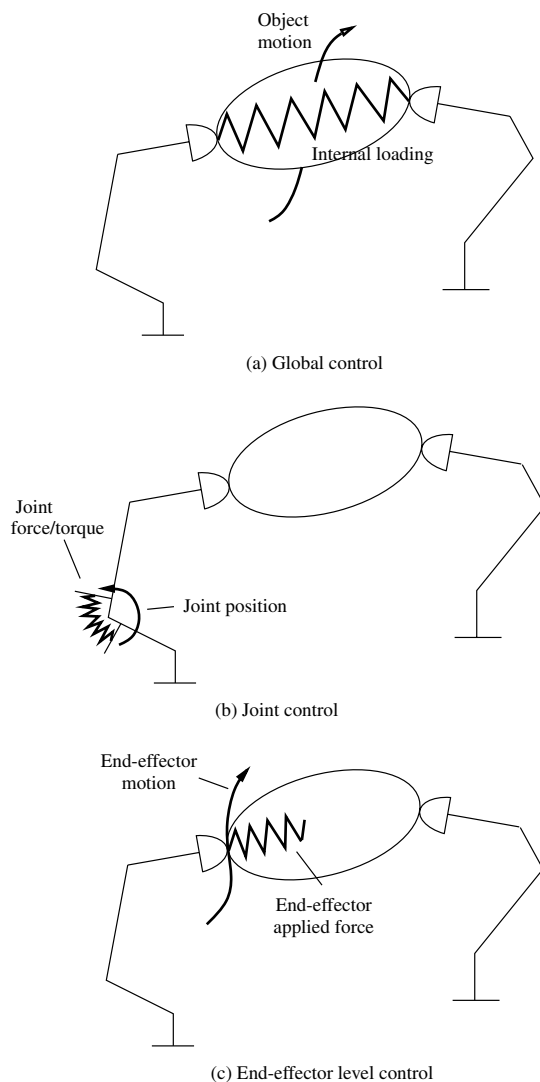 Object
motion
Internal loading
(a) Global control
Joint
force/torque
Joint position
(b) Joint control
End-effector
motion
End-effector
applied force
(c) End-effector level control